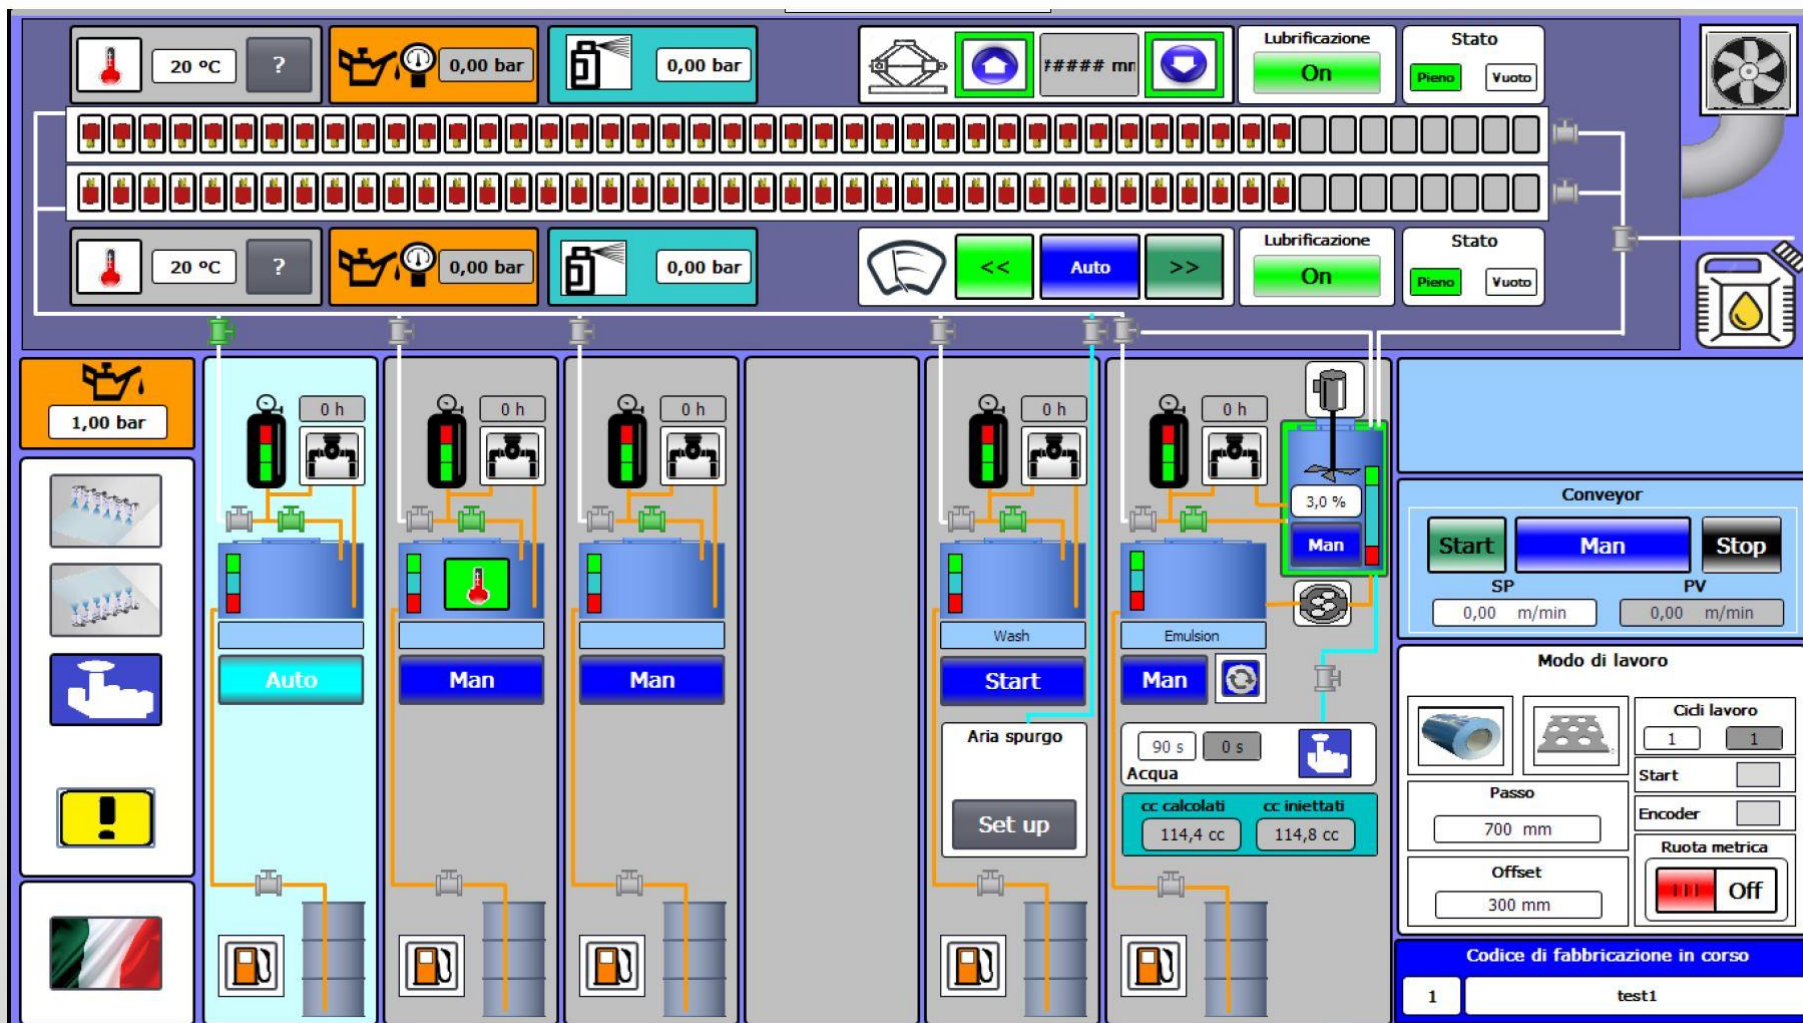 Lubrificazione Stato
20 °C ? 0,00 bar 0,00 bar ##### mm On Pieno Vuoto
Lubrificazione Stato
20 °C ? 0,00 bar 0,00 bar << Auto >> On Pieno Vuoto
1,00 bar
0 h 0 h 0 h 0 h 0 h
3,0 %
Man
Wash Emulsion
Auto Man Man Start Man
Aria spurgo
Set up
90 s 0 s
Acqua
cc calcolati cc iniettati
114,4 cc 114,8 cc
Conveyor
Start Man Stop
SP PV
0,00 m/min 0,00 m/min
Modo di lavoro
Cicli lavoro
1 1
Start
Encoder
Passo
700 mm
Offset
300 mm
Ruota metrica
Off
Codice di fabbricazione in corso
1 test1